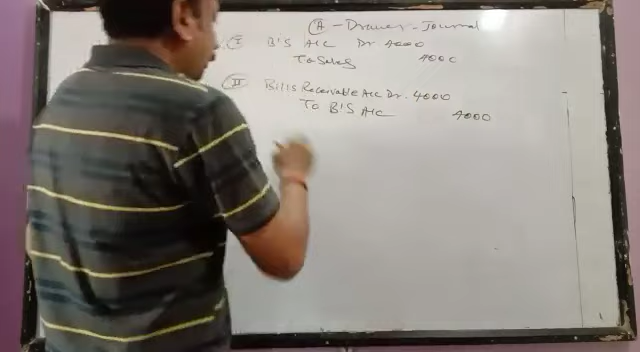 A - Drawer - Journal
I B'S A/C Dr 4000
To Sales 4000
II Bills Receivable A/C Dr. 4000
To B'S A/C 4000